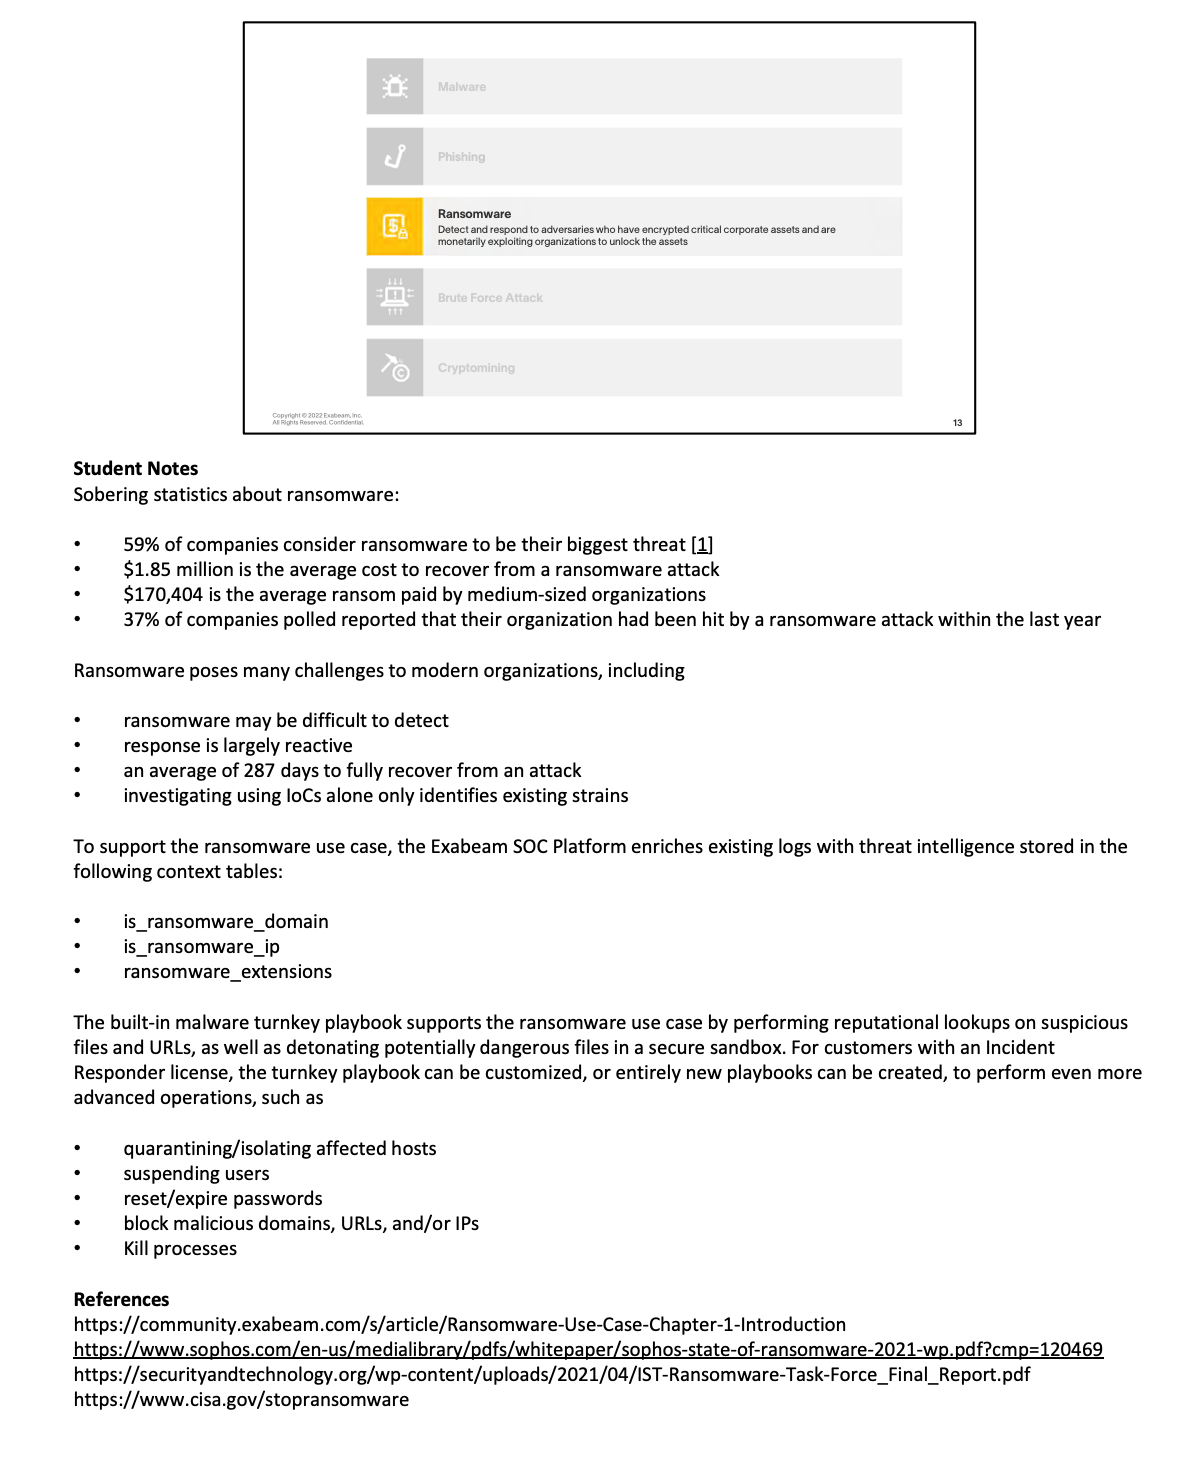 Malware
Phishing
Ransomware
Detect and respond to adversaries who have encrypted critical corporate assets and are
monetarily exploiting organizations to unlock the assets
Brute Force Attack
Cryptomining
Copyright © 2022 Exabeam, Inc.
All Rights Reserved. Confidential.
13
Student Notes
Sobering statistics about ransomware:
• 59% of companies consider ransomware to be their biggest threat [1]
• $1.85 million is the average cost to recover from a ransomware attack
• $170,404 is the average ransom paid by medium-sized organizations
• 37% of companies polled reported that their organization had been hit by a ransomware attack within the last year
Ransomware poses many challenges to modern organizations, including
• ransomware may be difficult to detect
• response is largely reactive
• an average of 287 days to fully recover from an attack
• investigating using IoCs alone only identifies existing strains
To support the ransomware use case, the Exabeam SOC Platform enriches existing logs with threat intelligence stored in the
following context tables:
• is_ransomware_domain
• is_ransomware_ip
• ransomware_extensions
The built-in malware turnkey playbook supports the ransomware use case by performing reputational lookups on suspicious
files and URLs, as well as detonating potentially dangerous files in a secure sandbox. For customers with an Incident
Responder license, the turnkey playbook can be customized, or entirely new playbooks can be created, to perform even more
advanced operations, such as
• quarantining/isolating affected hosts
• suspending users
• reset/expire passwords
• block malicious domains, URLs, and/or IPs
• Kill processes
References
https://community.exabeam.com/s/article/Ransomware-Use-Case-Chapter-1-Introduction
https://www.sophos.com/en-us/medialibrary/pdfs/whitepaper/sophos-state-of-ransomware-2021-wp.pdf?cmp=120469
https://securityandtechnology.org/wp-content/uploads/2021/04/IST-Ransomware-Task-Force_Final_Report.pdf
https://www.cisa.gov/stopransomware